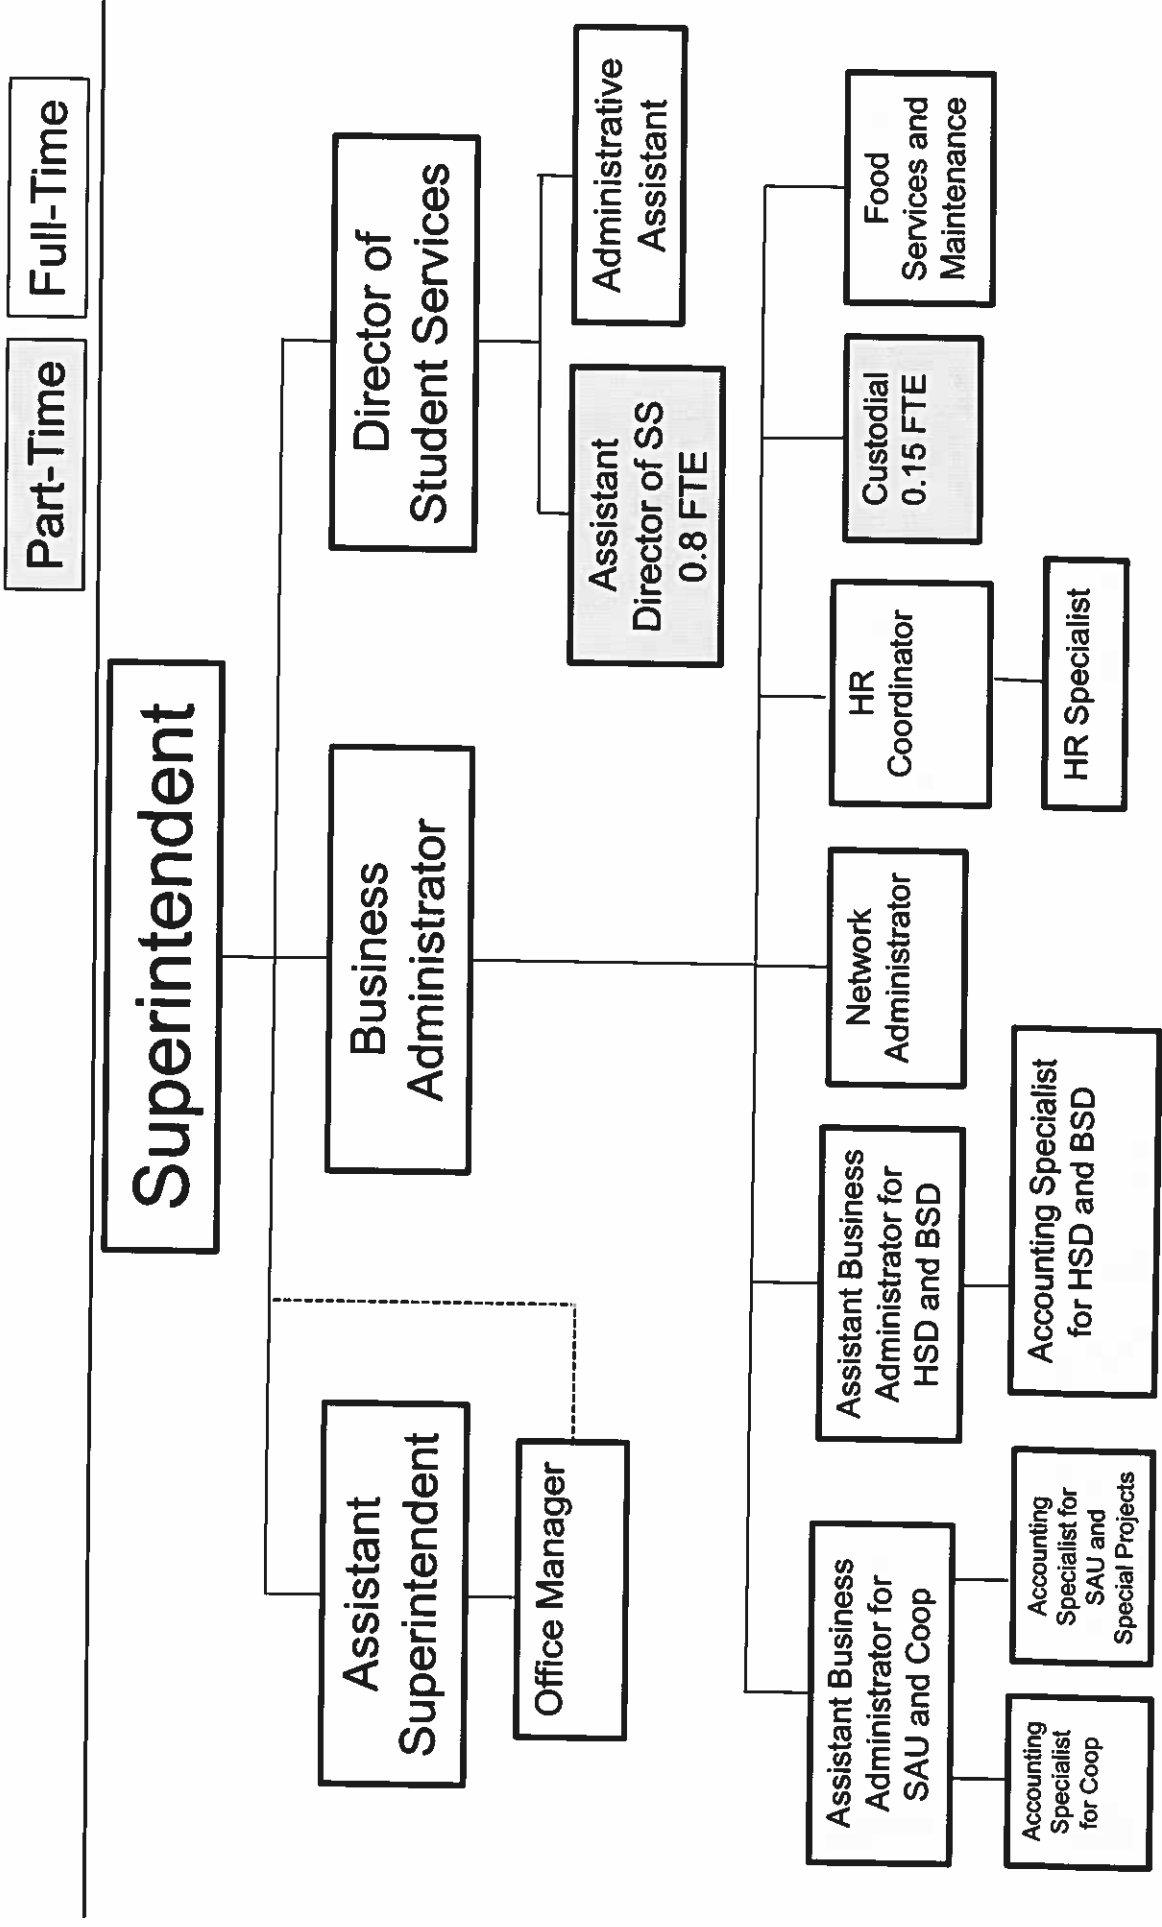 Part-Time
Full-Time
Superintendent
Assistant
Superintendent
Business
Administrator
Director of
Student Services
Office Manager
Assistant
Director of SS
0.8 FTE
Administrative
Assistant
Assistant Business
Administrator for
SAU and Coop
Assistant Business
Administrator for
HSD and BSD
Network
Administrator
HR
Coordinator
Custodial
0.15 FTE
Food
Services and
Maintenance
Accounting
Specialist
for Coop
Accounting
Specialist for
SAU and
Special Projects
Accounting Specialist
for HSD and BSD
HR Specialist